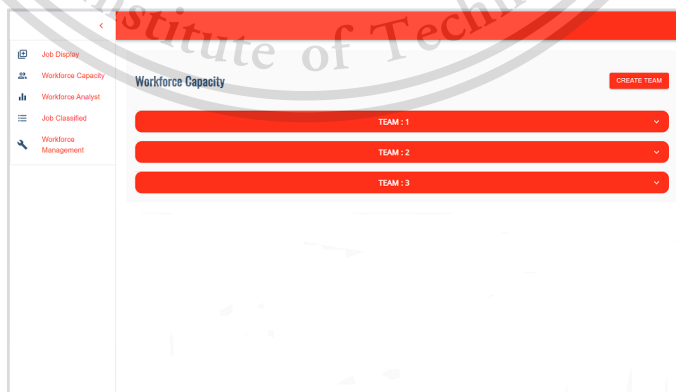 stitute of Techn
Job Display
Workforce Capacity
Workforce Analyst
Job Classified
Workforce
Management
Workforce Capacity
CREATE TEAM
TEAM : 1
TEAM : 2
TEAM : 3